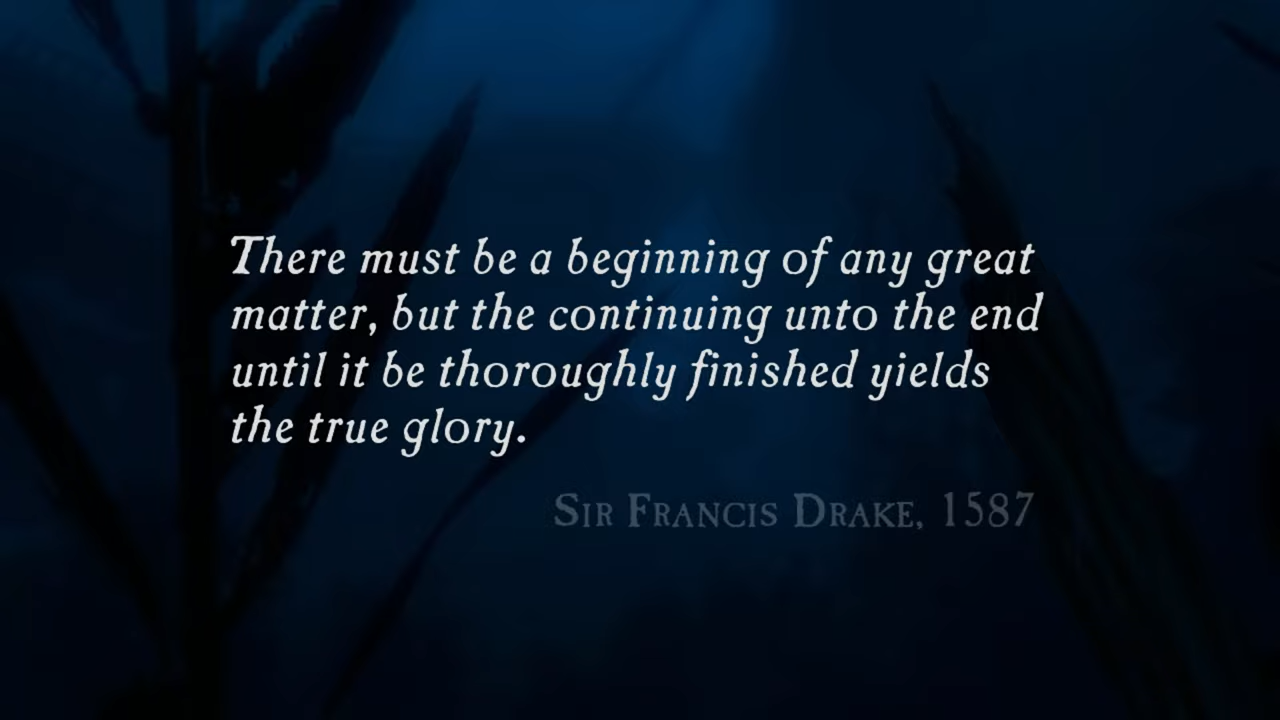 There must be a beginning of any great
matter, but the continuing unto the end
until it be thoroughly finished yields
the true glory.
Sir Francis Drake, 1587